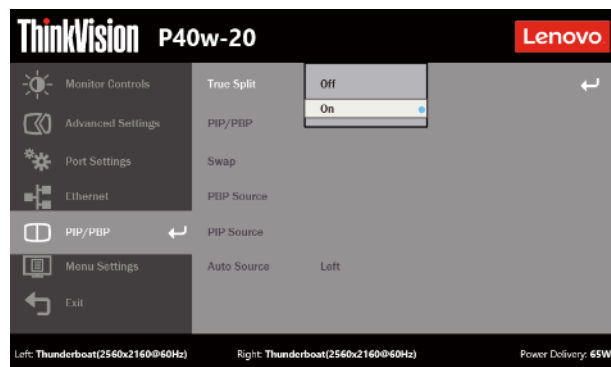 ThinkVision P40w-20 Lenovo
Monitor Controls True Split Off
On
Advanced Settings PIP/PBP
Port Settings Swap
Ethernet PBP Source
PIP/PBP PIP Source
Menu Settings Auto Source Left
Exit
Left: Thunderboat(2560x2160@60Hz) Right: Thunderboat(2560x2160@60Hz) Power Delivery: 65W